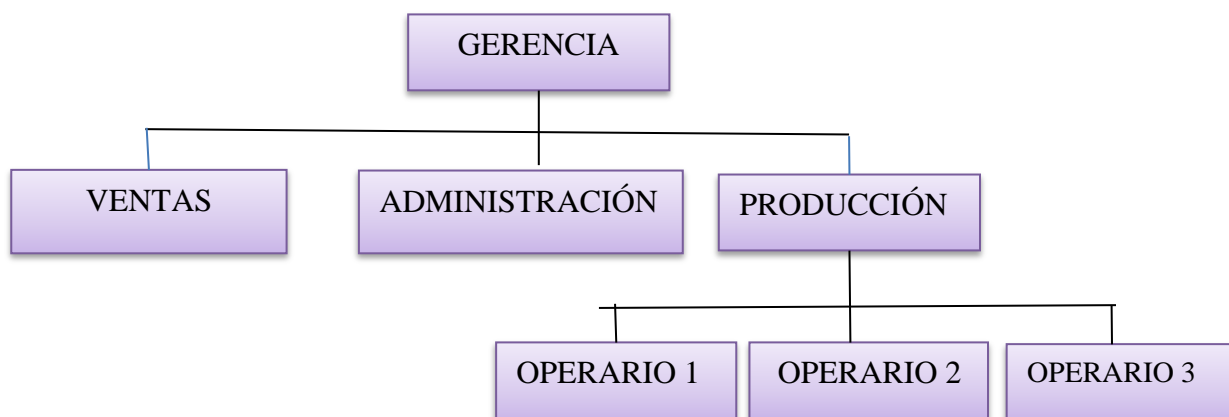 GERENCIA
VENTAS
ADMINISTRACIÓN
PRODUCCIÓN
OPERARIO 1
OPERARIO 2
OPERARIO 3